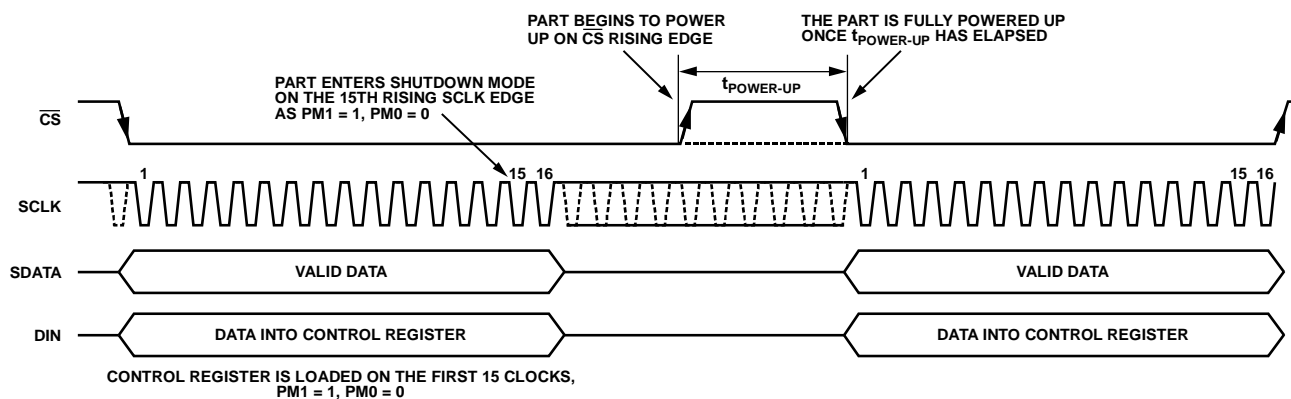 PART BEGINS TO POWER
UP ON CS RISING EDGE
THE PART IS FULLY POWERED UP
ONCE tPOWER-UP HAS ELAPSED
PART ENTERS SHUTDOWN MODE
ON THE 15TH RISING SCLK EDGE
AS PM1 = 1, PM0 = 0
tPOWER-UP
CS
1 15 16 1 15 16
SCLK
SDATA VALID DATA VALID DATA
DIN DATA INTO CONTROL REGISTER DATA INTO CONTROL REGISTER
CONTROL REGISTER IS LOADED ON THE FIRST 15 CLOCKS,
PM1 = 1, PM0 = 0